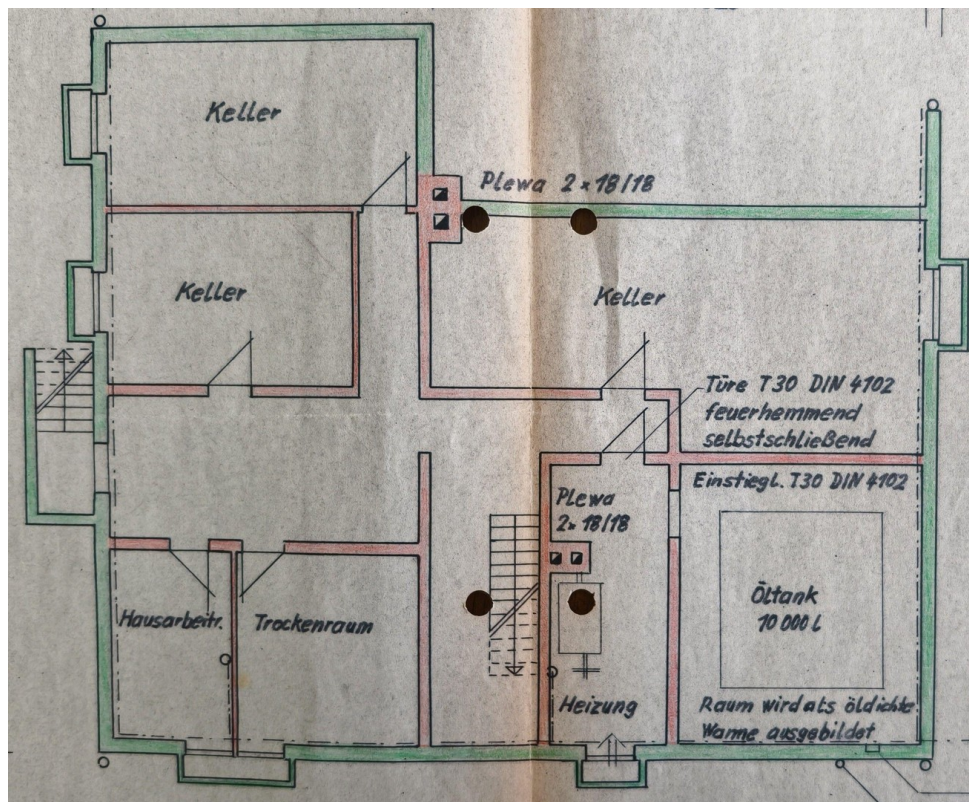 Keller
Plewa 2×18/18
Keller
Keller
Türe T30 DIN 4102
feuerhemmend
selbstschließend
Einstiegl. T30 DIN 4102
Plewa
2×18/18
Öltank
10 000 l
Hausarbeitr.
Trockenraum
Heizung
Raum wird als öldichte
Wanne ausgebildet